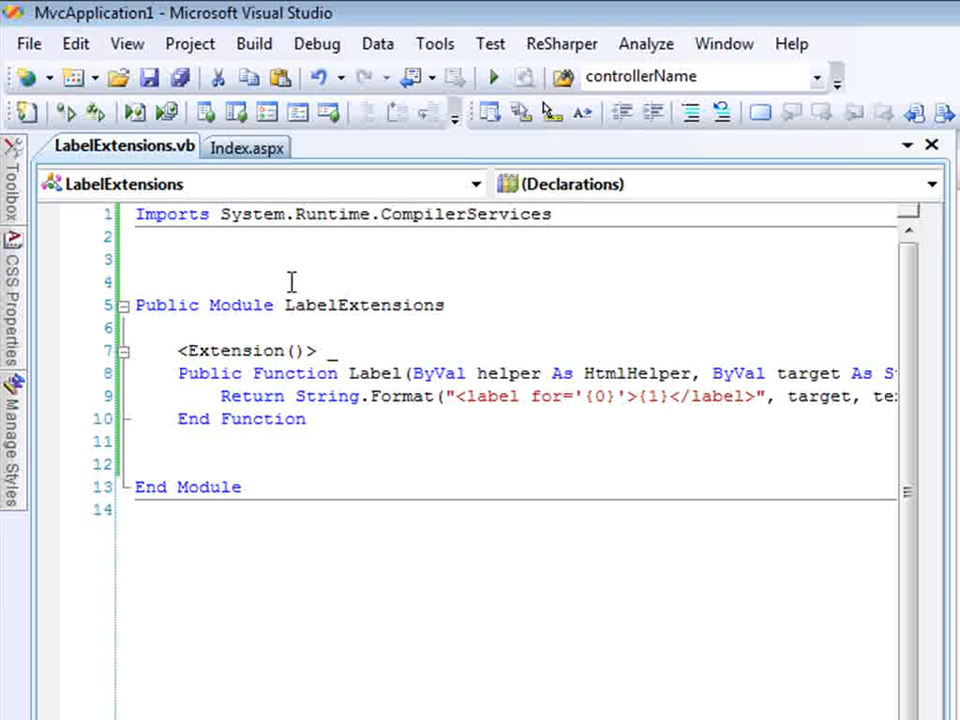 MvcApplication1 - Microsoft Visual Studio
File Edit View Project Build Debug Data Tools Test ReSharper Analyze Window Help
controllerName
LabelExtensions.vb Index.aspx
LabelExtensions (Declarations)
Toolbox
CSS Properties
Manage Styles
1 Imports System.Runtime.CompilerServices
2
3
4
5 Public Module LabelExtensions
6
7 <Extension()> _
8 Public Function Label(ByVal helper As HtmlHelper, ByVal target As S
9 Return String.Format("<label for='{0}'>{1}</label>", target, te
10 End Function
11
12
13 End Module
14